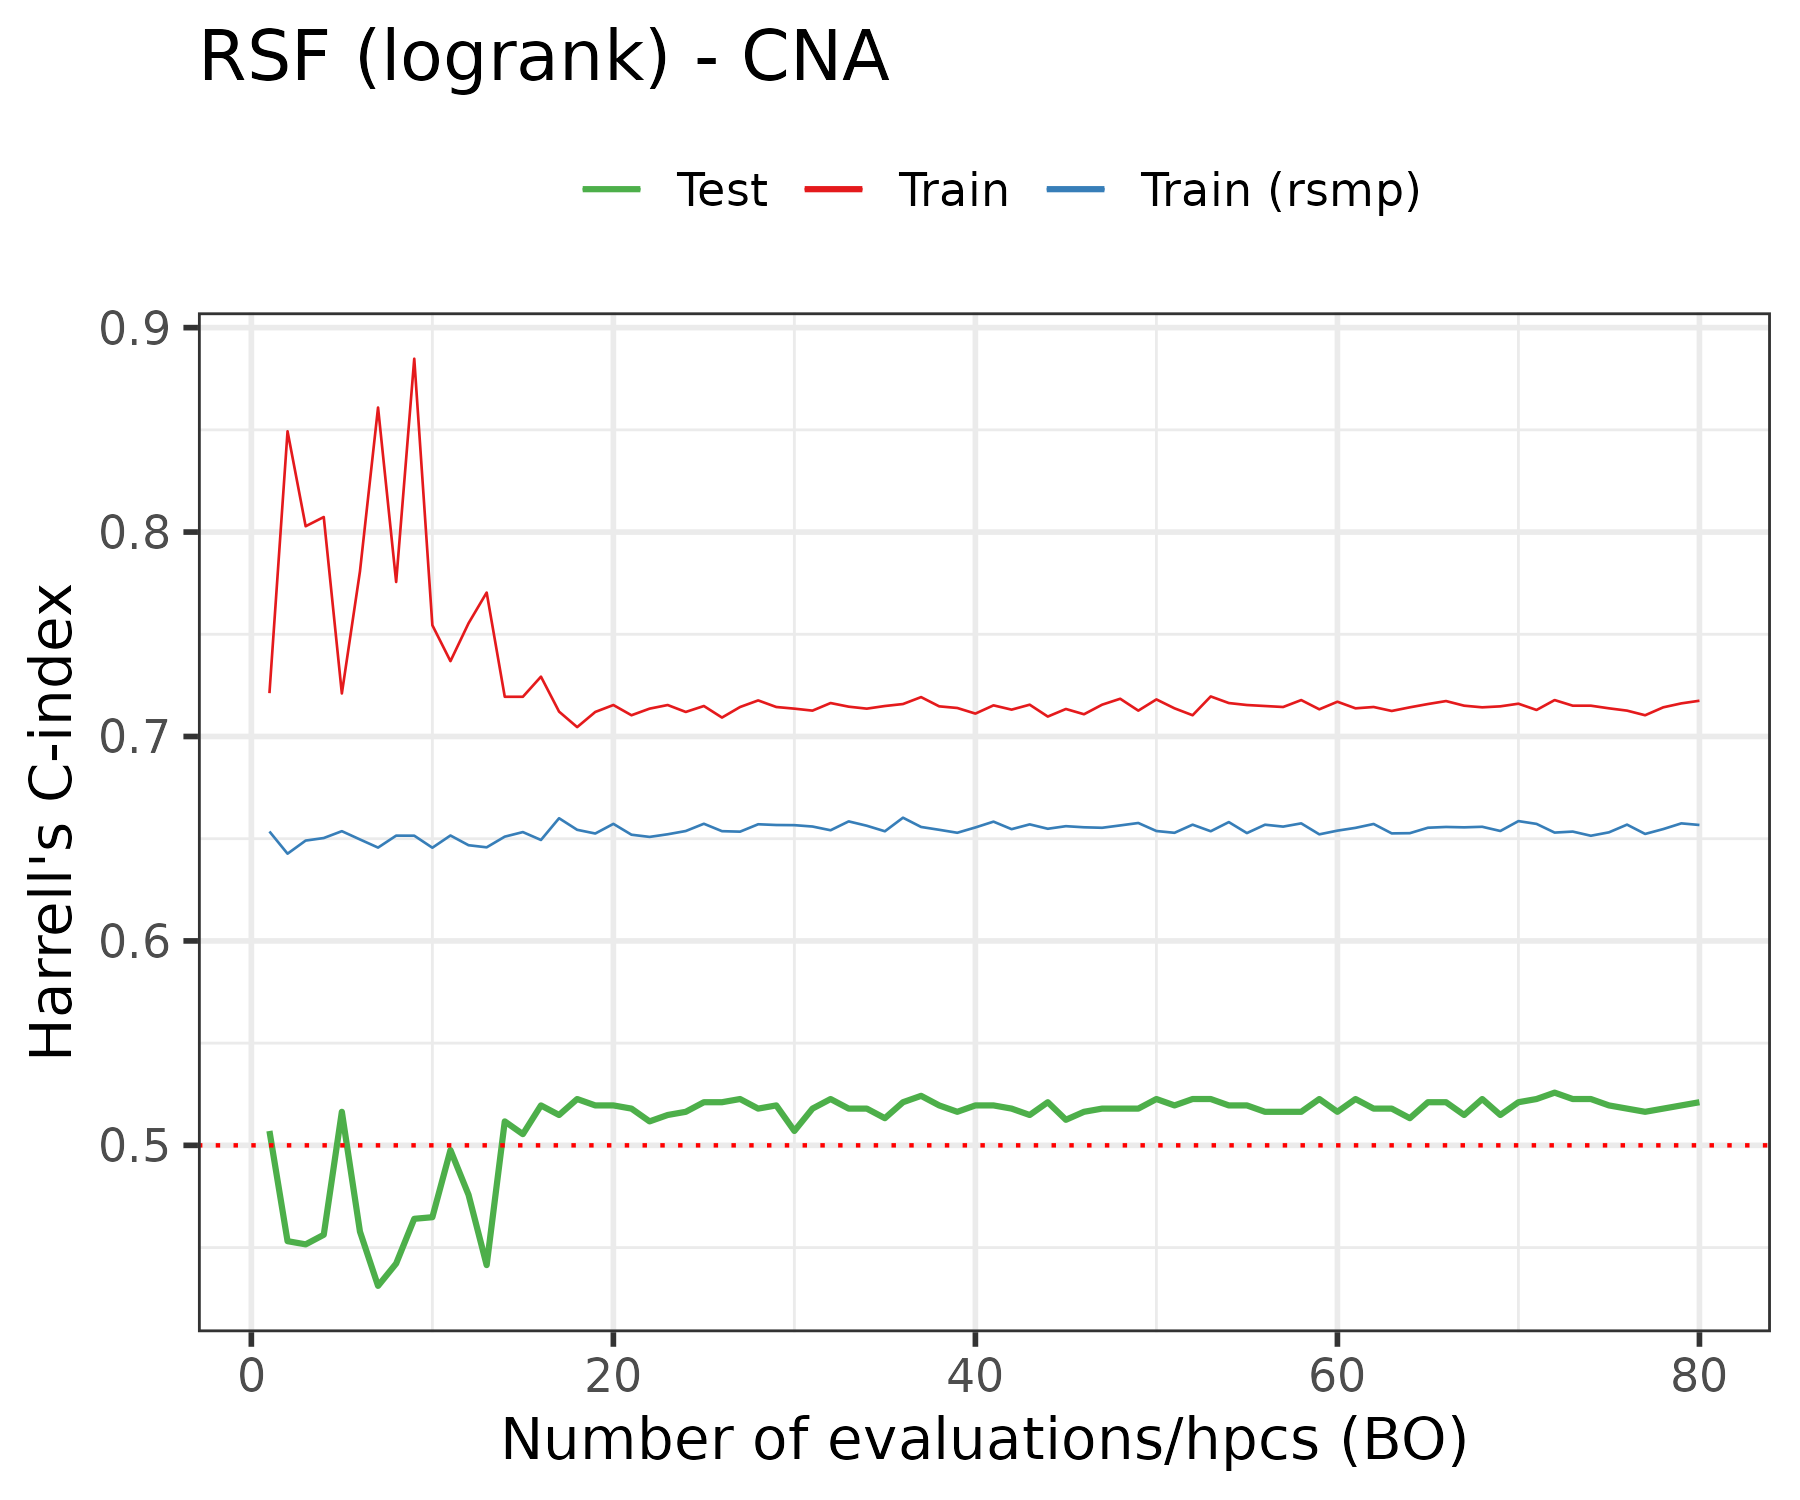 RSF (logrank) - CNA
Test Train Train (rsmp)
Harrell's C-index
0.9
0.8
0.7
0.6
0.5
0 20 40 60 80
Number of evaluations/hpcs (BO)